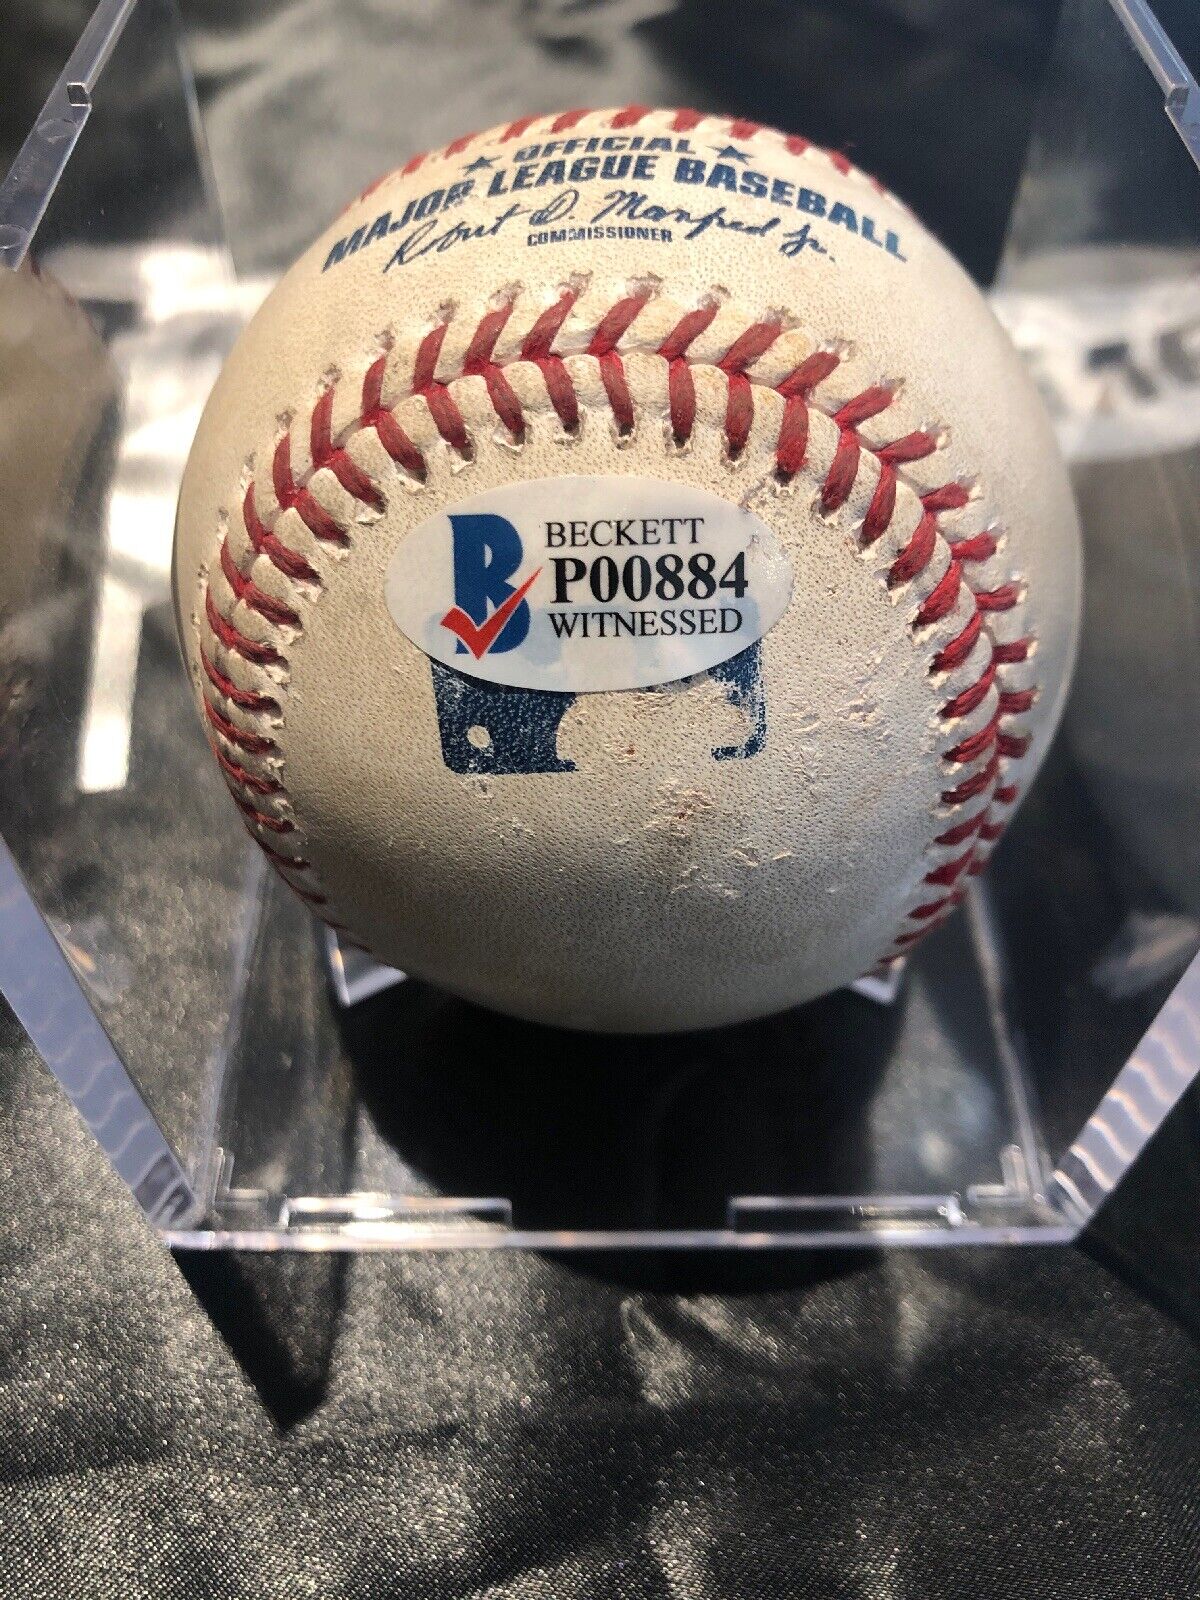 ★ OFFICIAL ★
MAJOR LEAGUE BASEBALL
Robert D. Manfred Jr.
COMMISSIONER
B BECKETT
P00884
WITNESSED